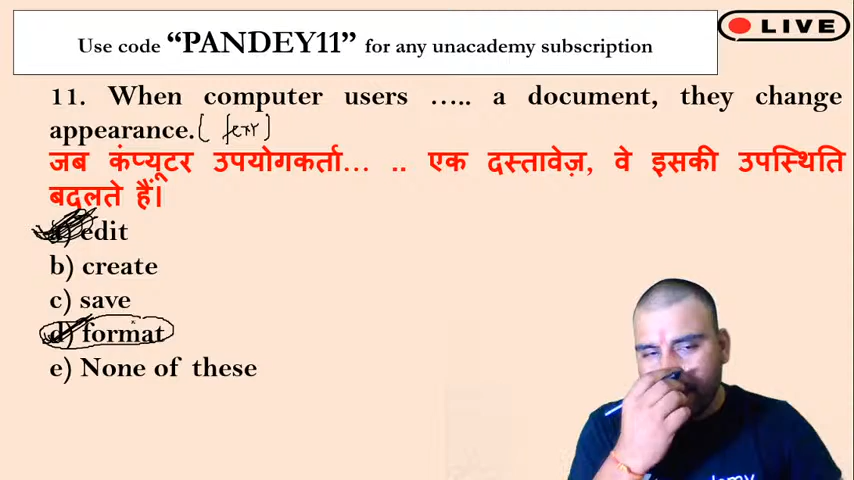 LIVE
Use code “PANDEY11” for any unacademy subscription
11. When computer users ….. a document, they change
appearance.
जब कंप्यूटर उपयोगकर्ता… .. एक दस्तावेज़, वे इसकी उपस्थिति
बदलते हैं।
a) edit
b) create
c) save
d) format
e) None of these